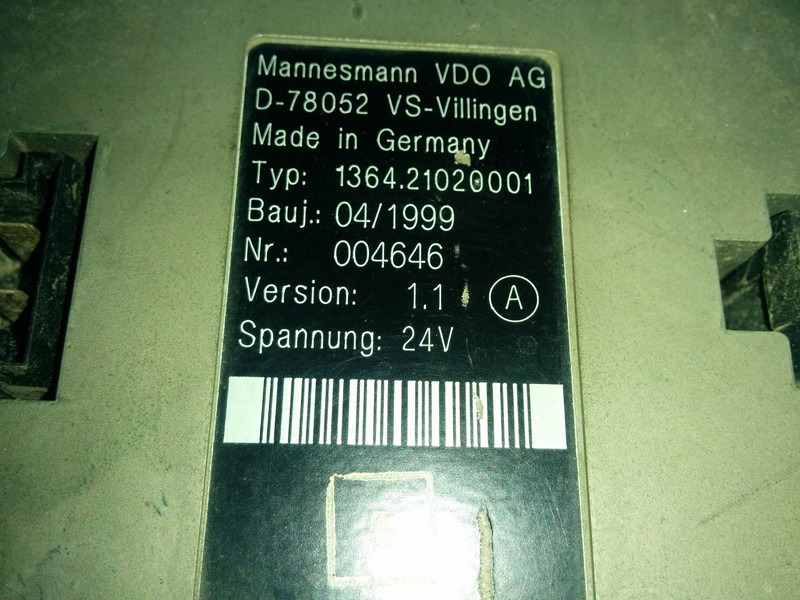 Mannesmann VDO AG
D-78052 VS-Villingen
Made in Germany
Typ: 1364.21020001
Bauj.: 04/1999
Nr.: 004646
Version: 1.1 A
Spannung: 24V